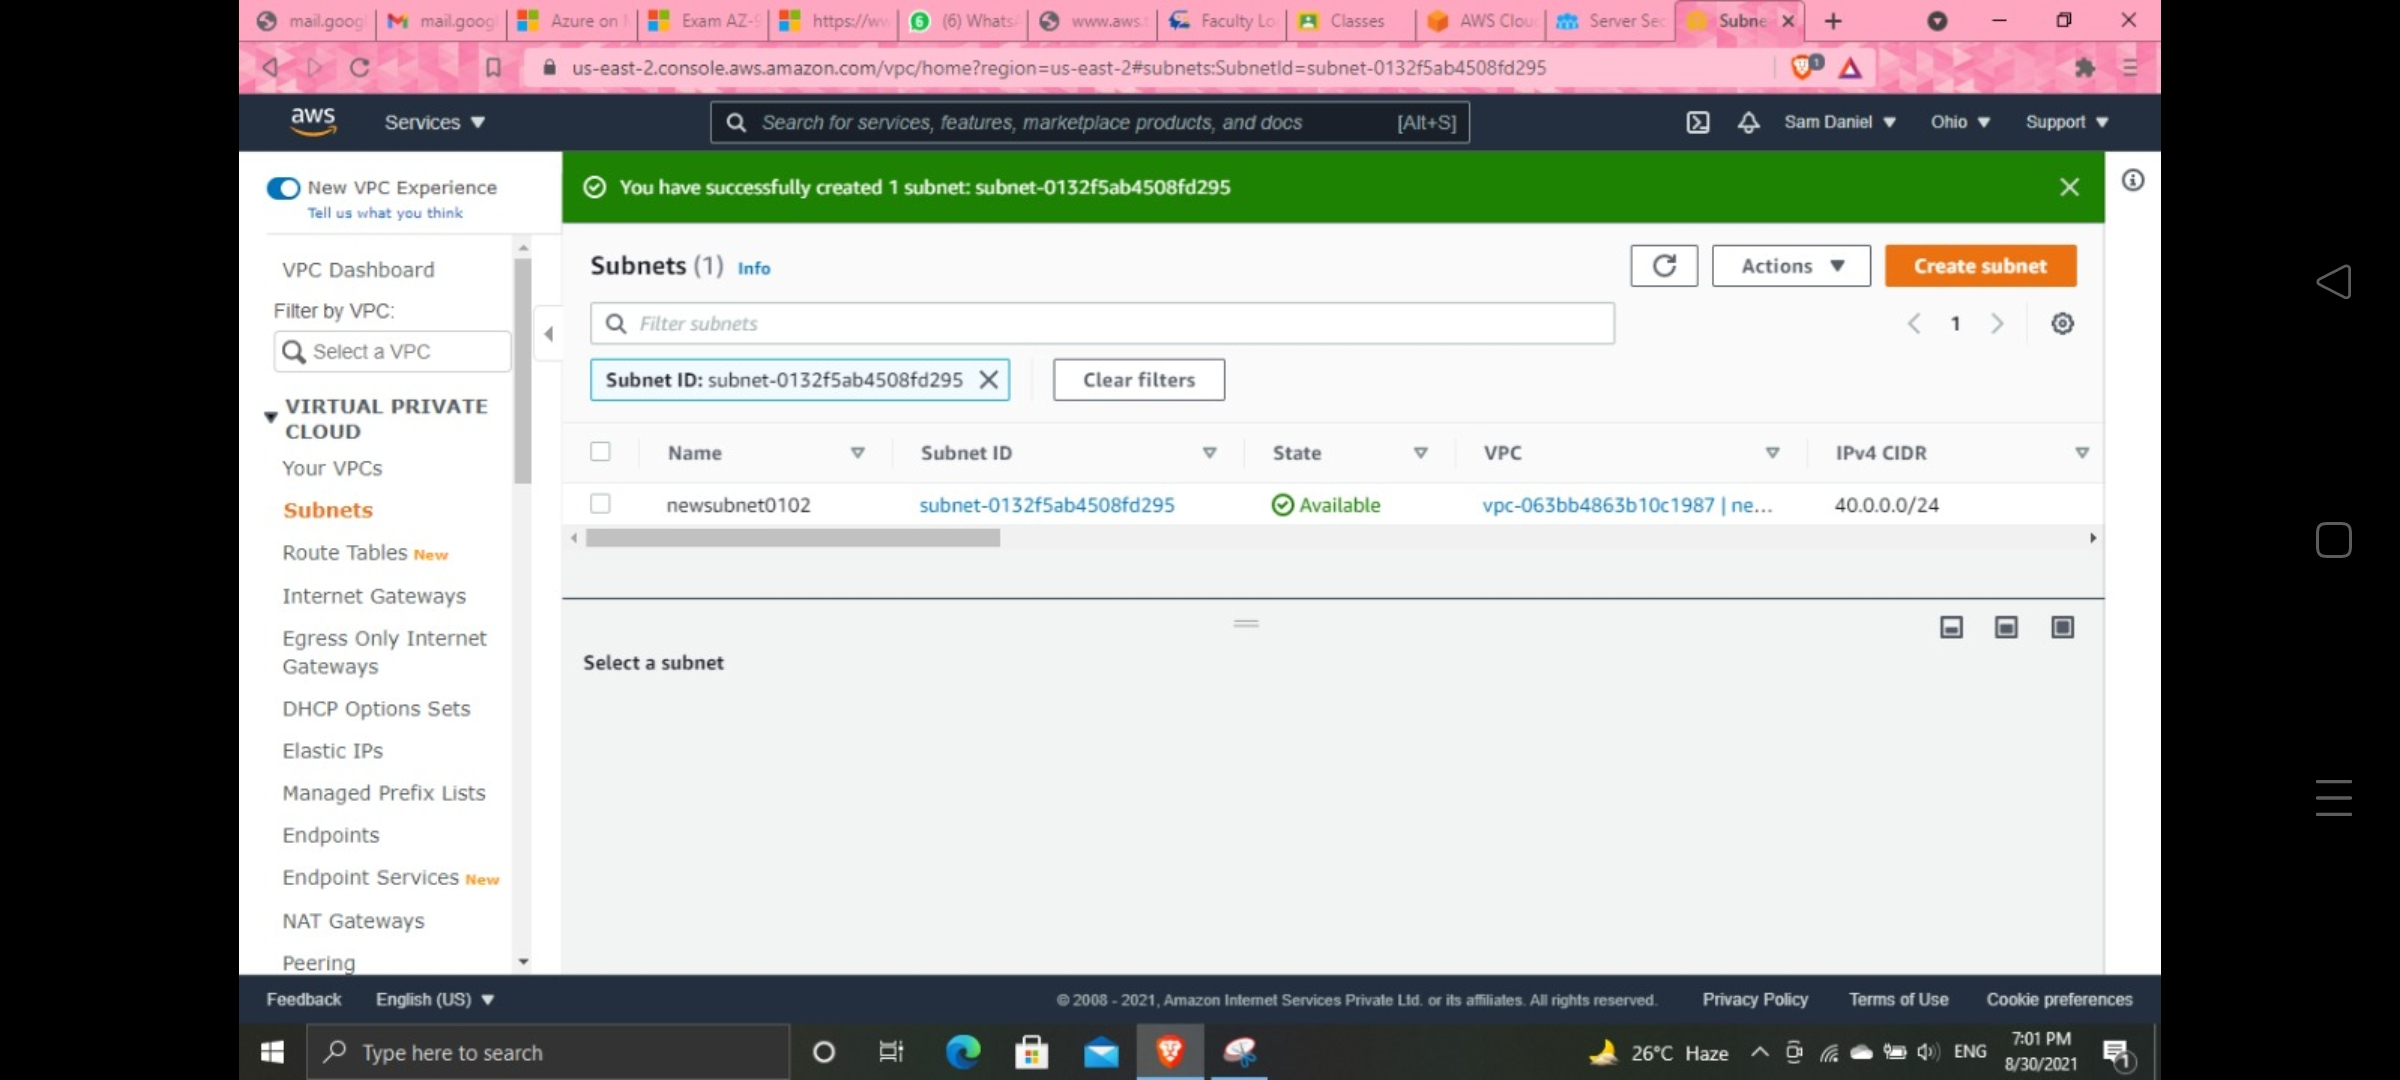 mail.goog
mail.goog
Azure on
Exam AZ-9
https://ww
(6) Whats
www.aws.
Faculty Lo
Classes
AWS Clou
Server Sec
Subne
us-east-2.console.aws.amazon.com/vpc/home?region=us-east-2#subnets:SubnetId=subnet-0132f5ab4508fd295
1
aws
Services
Search for services, features, marketplace products, and docs
[Alt+S]
Sam Daniel
Ohio
Support
New VPC Experience
Tell us what you think
You have successfully created 1 subnet: subnet-0132f5ab4508fd295
VPC Dashboard
Filter by VPC:
Select a VPC
VIRTUAL PRIVATE
CLOUD
Your VPCs
Subnets
Route Tables New
Internet Gateways
Egress Only Internet
Gateways
DHCP Options Sets
Elastic IPs
Managed Prefix Lists
Endpoints
Endpoint Services New
NAT Gateways
Peering
Subnets (1) Info
Actions
Create subnet
Filter subnets
1
Subnet ID: subnet-0132f5ab4508fd295
Clear filters
Name
Subnet ID
State
VPC
IPv4 CIDR
newsubnet0102
subnet-0132f5ab4508fd295
Available
vpc-063bb4863b10c1987 | ne...
40.0.0.0/24
Select a subnet
Feedback
English (US)
© 2008 - 2021, Amazon Internet Services Private Ltd. or its affiliates. All rights reserved.
Privacy Policy
Terms of Use
Cookie preferences
Type here to search
26°C Haze
ENG
7:01 PM
8/30/2021
1